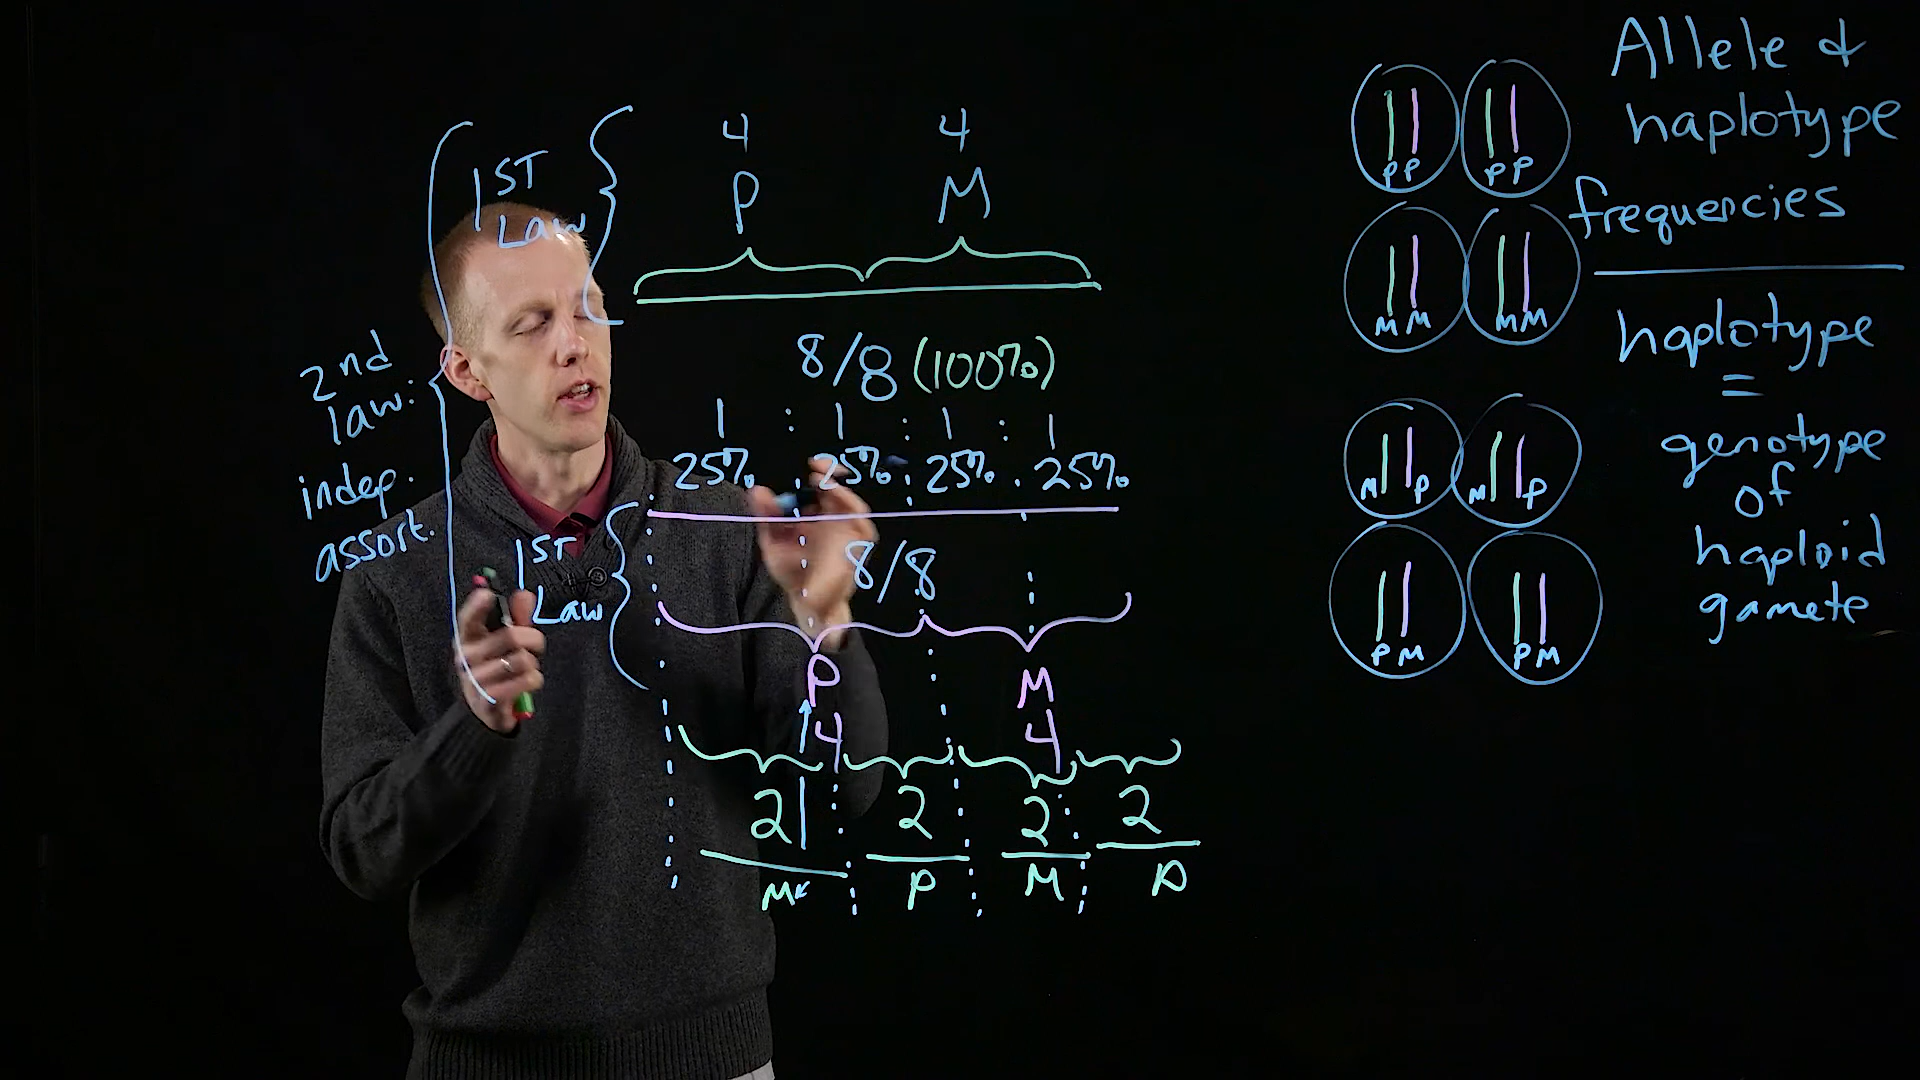 4 4
1ST P M
Law
8/8 (100%)
2nd
law:
indep.
assort.
1 : 1 : 1 : 1
25% : 25% : 25% : 25%
1ST 8/8
Law
P M
4 4
2 2 2 2
M P M P
Allele &
haplotype
frequencies
haplotype
=
genotype
of
haploid
gamete
PP PP
MM MM
M P M P
PM PM